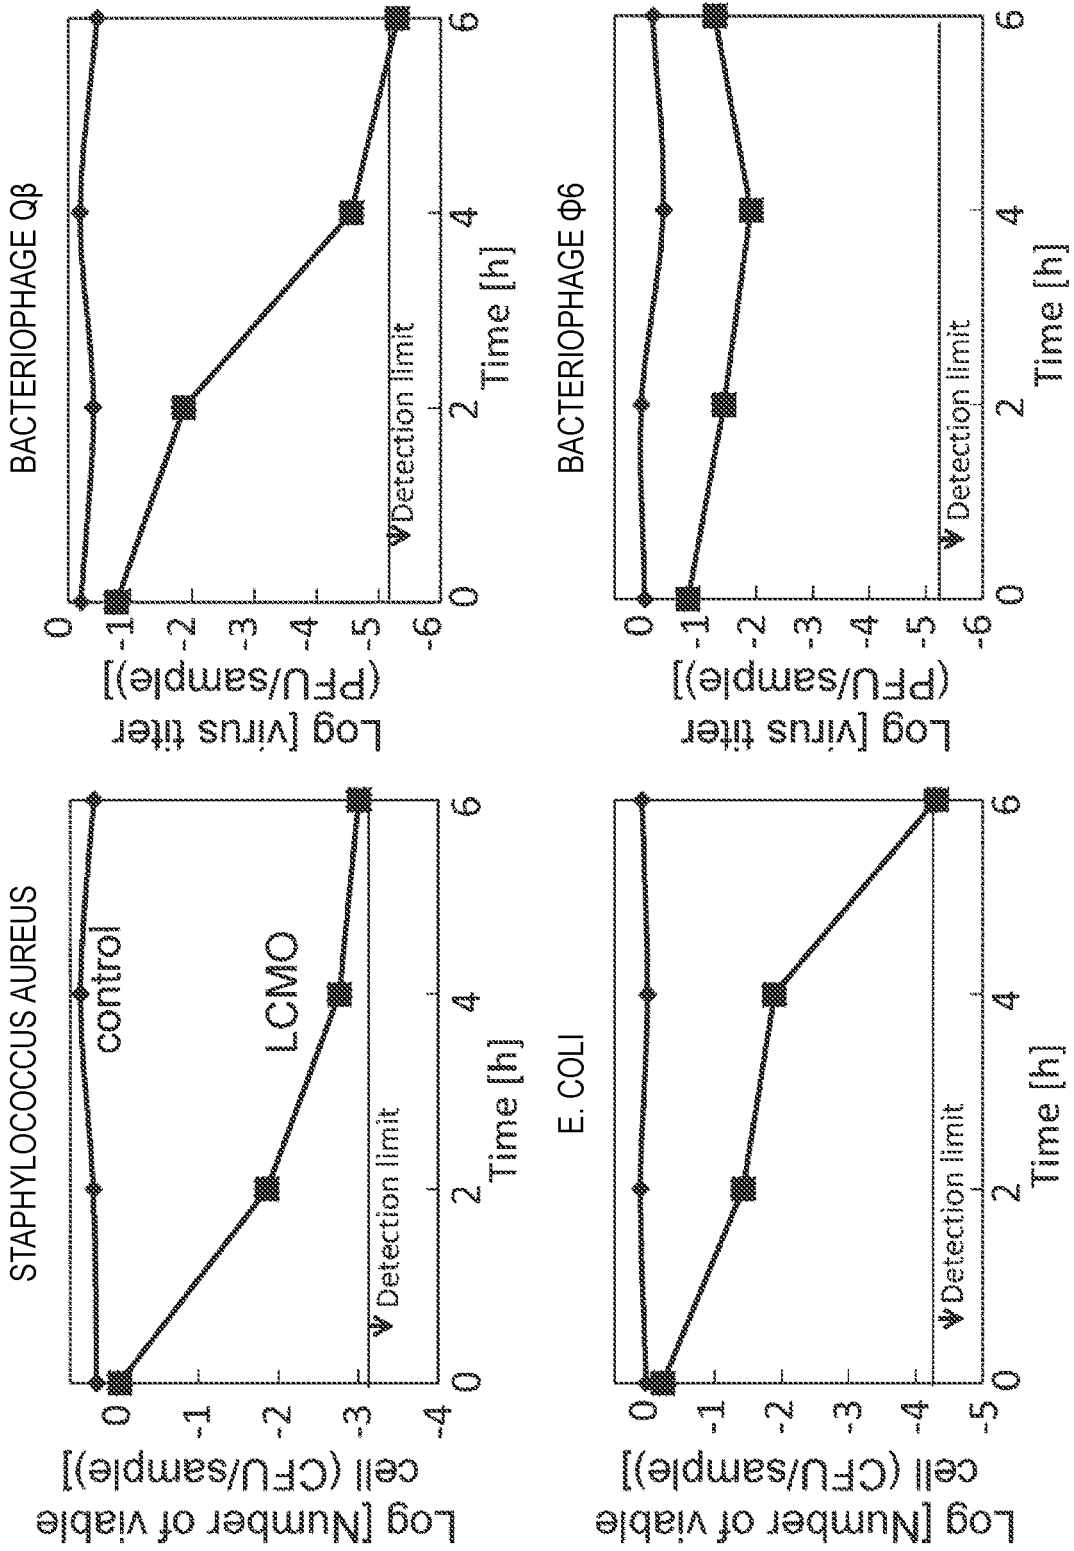 STAPHYLOCOCCUS AUREUS
Log [Number of viable
cell (CFU/sample)]
0
-1
-2
-3
-4
control
LCMO
Detection limit
0
2
4
6
Time [h]
BACTERIOPHAGE Qβ
Log [virus titer
(PFU/sample)]
0
-1
-2
-3
-4
-5
-6
Detection limit
0
2
4
6
Time [h]
E. COLI
Log [Number of viable
cell (CFU/sample)]
0
-1
-2
-3
-4
-5
Detection limit
0
2
4
6
Time [h]
BACTERIOPHAGE Φ6
Log [virus titer
(PFU/sample)]
0
-1
-2
-3
-4
-5
-6
Detection limit
0
2
4
6
Time [h]